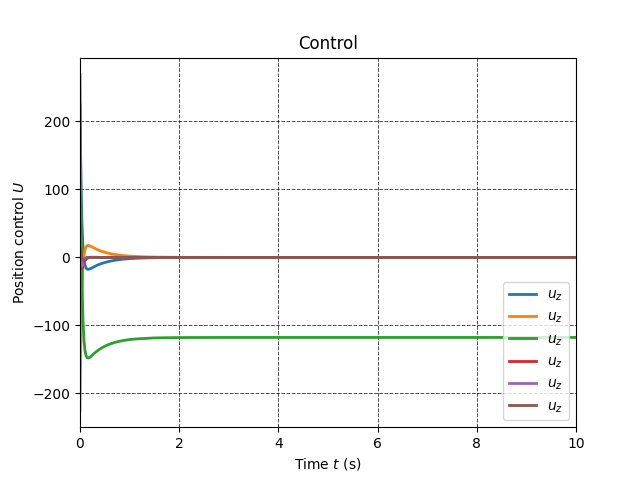 Control
Position control U
200
100
0
−100
−200
0 2 4 6 8 10
Time t (s)
u_z
u_z
u_z
u_z
u_z
u_z